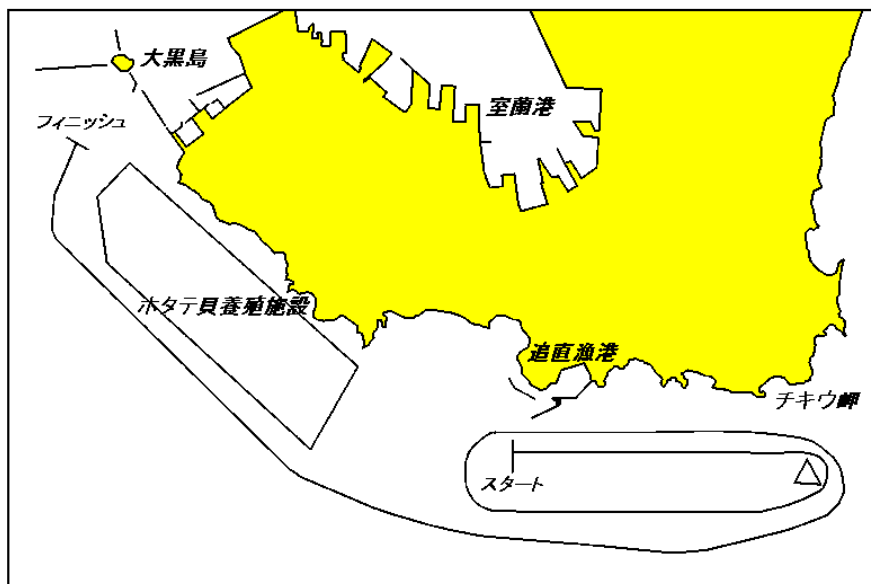 大黒島
室蘭港
フィニッシュ
ホタテ貝養殖施設
追直漁港
チキウ岬
スタート